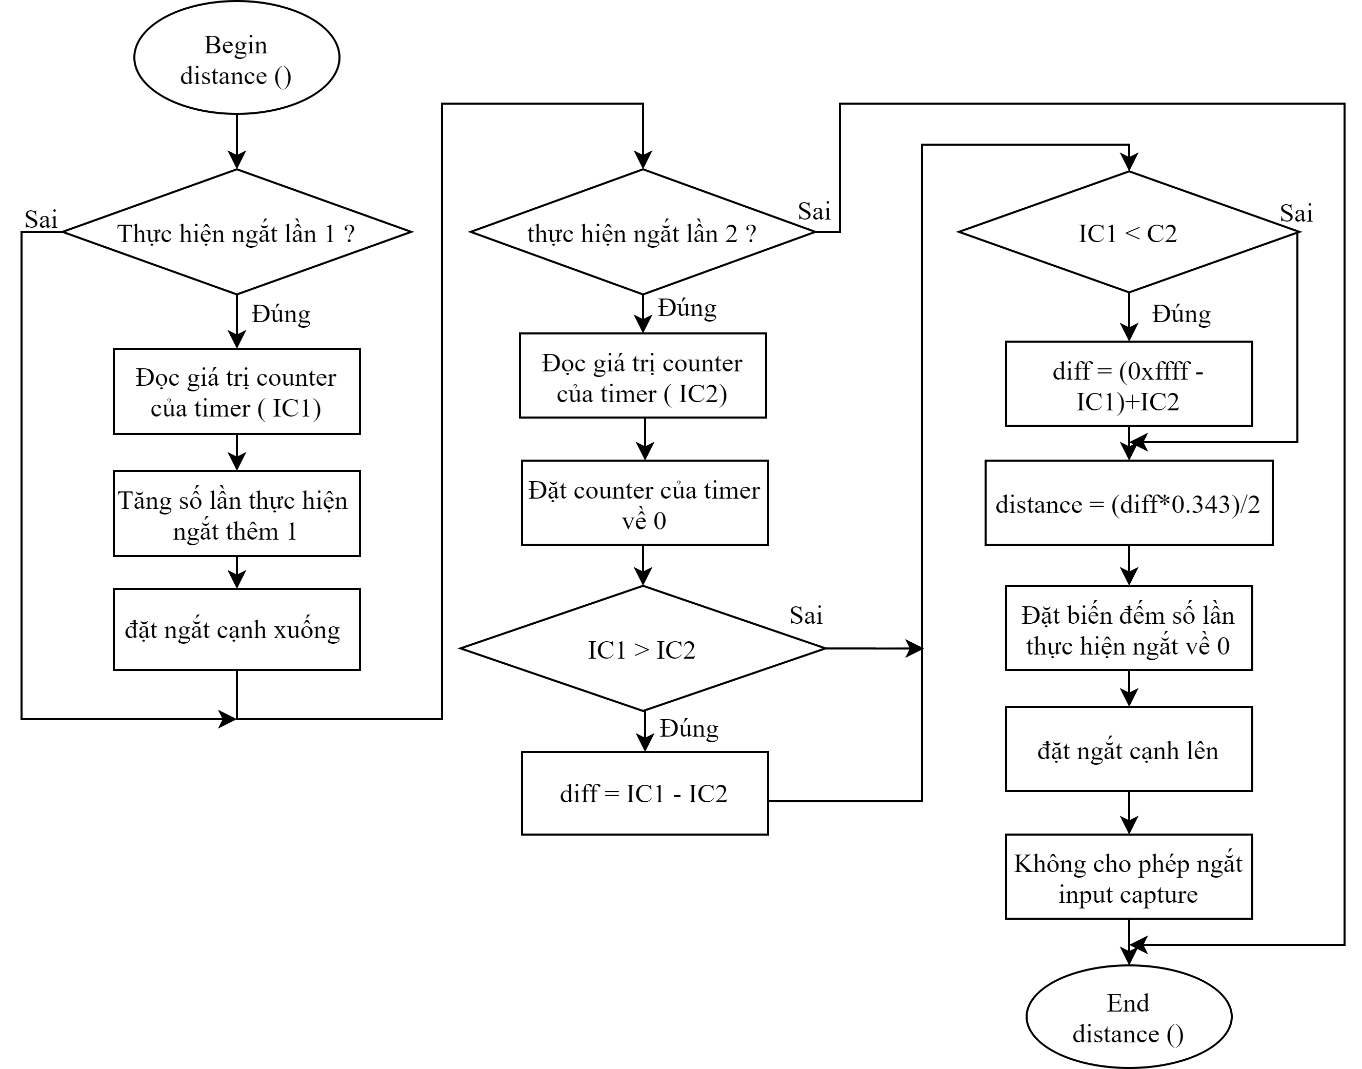 Begin
distance ()
Sai
Thực hiện ngắt lần 1 ?
Đúng
Đọc giá trị counter
của timer ( IC1)
Tăng số lần thực hiện
ngắt thêm 1
đặt ngắt cạnh xuống
thực hiện ngắt lần 2 ?
Sai
Đúng
Đọc giá trị counter
của timer ( IC2)
Đặt counter của timer
về 0
IC1 > IC2
Sai
Đúng
diff = IC1 - IC2
IC1 < C2
Sai
Đúng
diff = (0xffff -
IC1)+IC2
distance = (diff*0.343)/2
Đặt biến đếm số lần
thực hiện ngắt về 0
đặt ngắt cạnh lên
Không cho phép ngắt
input capture
End
distance ()